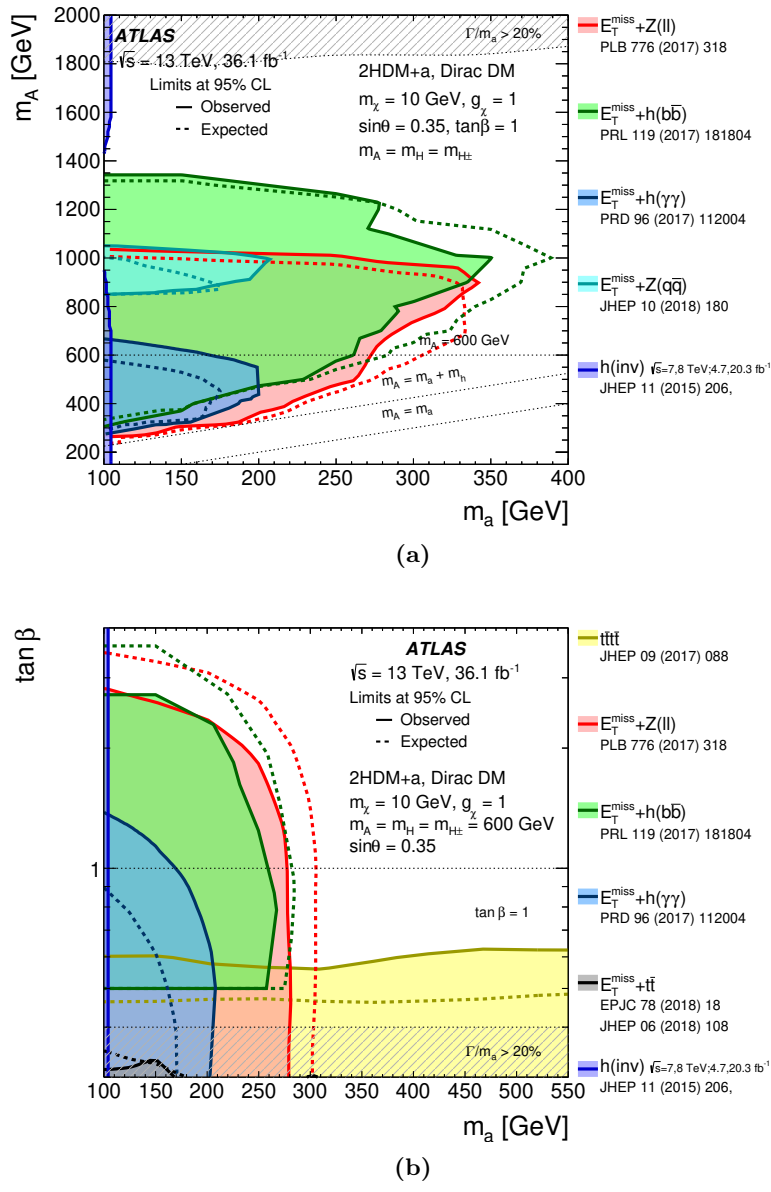 m_A [GeV]
2000
1800
1600
1400
1200
1000
800
600
400
200
ATLAS
√s = 13 TeV, 36.1 fb⁻¹
Limits at 95% CL
Observed
Expected
Γ/m_a > 20%
2HDM+a, Dirac DM
m_χ = 10 GeV, g_χ = 1
sinθ = 0.35, tanβ = 1
m_A = m_H = m_H±
m_A = 600 GeV
m_A = m_a + m_h
m_A = m_a
100 150 200 250 300 350 400
m_a [GeV]
E_T^miss+Z(ll)
PLB 776 (2017) 318
E_T^miss+h(bb̄)
PRL 119 (2017) 181804
E_T^miss+h(γγ)
PRD 96 (2017) 112004
E_T^miss+Z(qq̄)
JHEP 10 (2018) 180
h(inv) √s=7,8 TeV;4.7,20.3 fb⁻¹
JHEP 11 (2015) 206,
(a)
tan β
1
ATLAS
√s = 13 TeV, 36.1 fb⁻¹
Limits at 95% CL
Observed
Expected
2HDM+a, Dirac DM
m_χ = 10 GeV, g_χ = 1
m_A = m_H = m_H± = 600 GeV
sinθ = 0.35
tan β = 1
Γ/m_a > 20%
100 150 200 250 300 350 400 450 500 550
m_a [GeV]
tt̄tt̄
JHEP 09 (2017) 088
E_T^miss+Z(ll)
PLB 776 (2017) 318
E_T^miss+h(bb̄)
PRL 119 (2017) 181804
E_T^miss+h(γγ)
PRD 96 (2017) 112004
E_T^miss+tt̄
EPJC 78 (2018) 18
JHEP 06 (2018) 108
h(inv) √s=7,8 TeV;4.7,20.3 fb⁻¹
JHEP 11 (2015) 206,
(b)